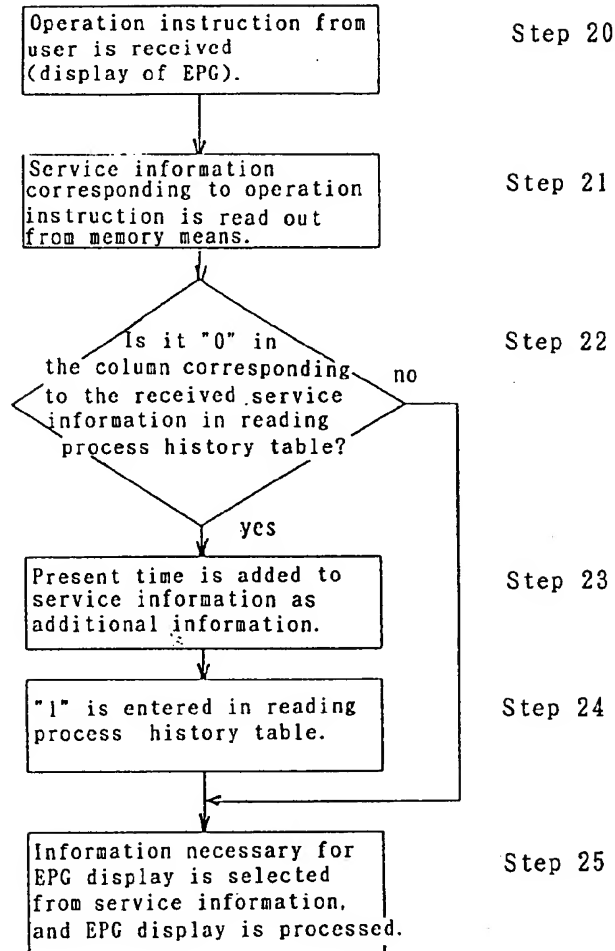 Operation instruction from
user is received
(display of EPG).
Step 20
Service information
corresponding to operation
instruction is read out
from memory means.
Step 21
Is it "0" in
the column corresponding
to the received service
information in reading
process history table?
Step 22
no
yes
Present time is added to
service information as
additional information.
Step 23
"1" is entered in reading
process history table.
Step 24
Information necessary for
EPG display is selected
from service information,
and EPG display is processed.
Step 25